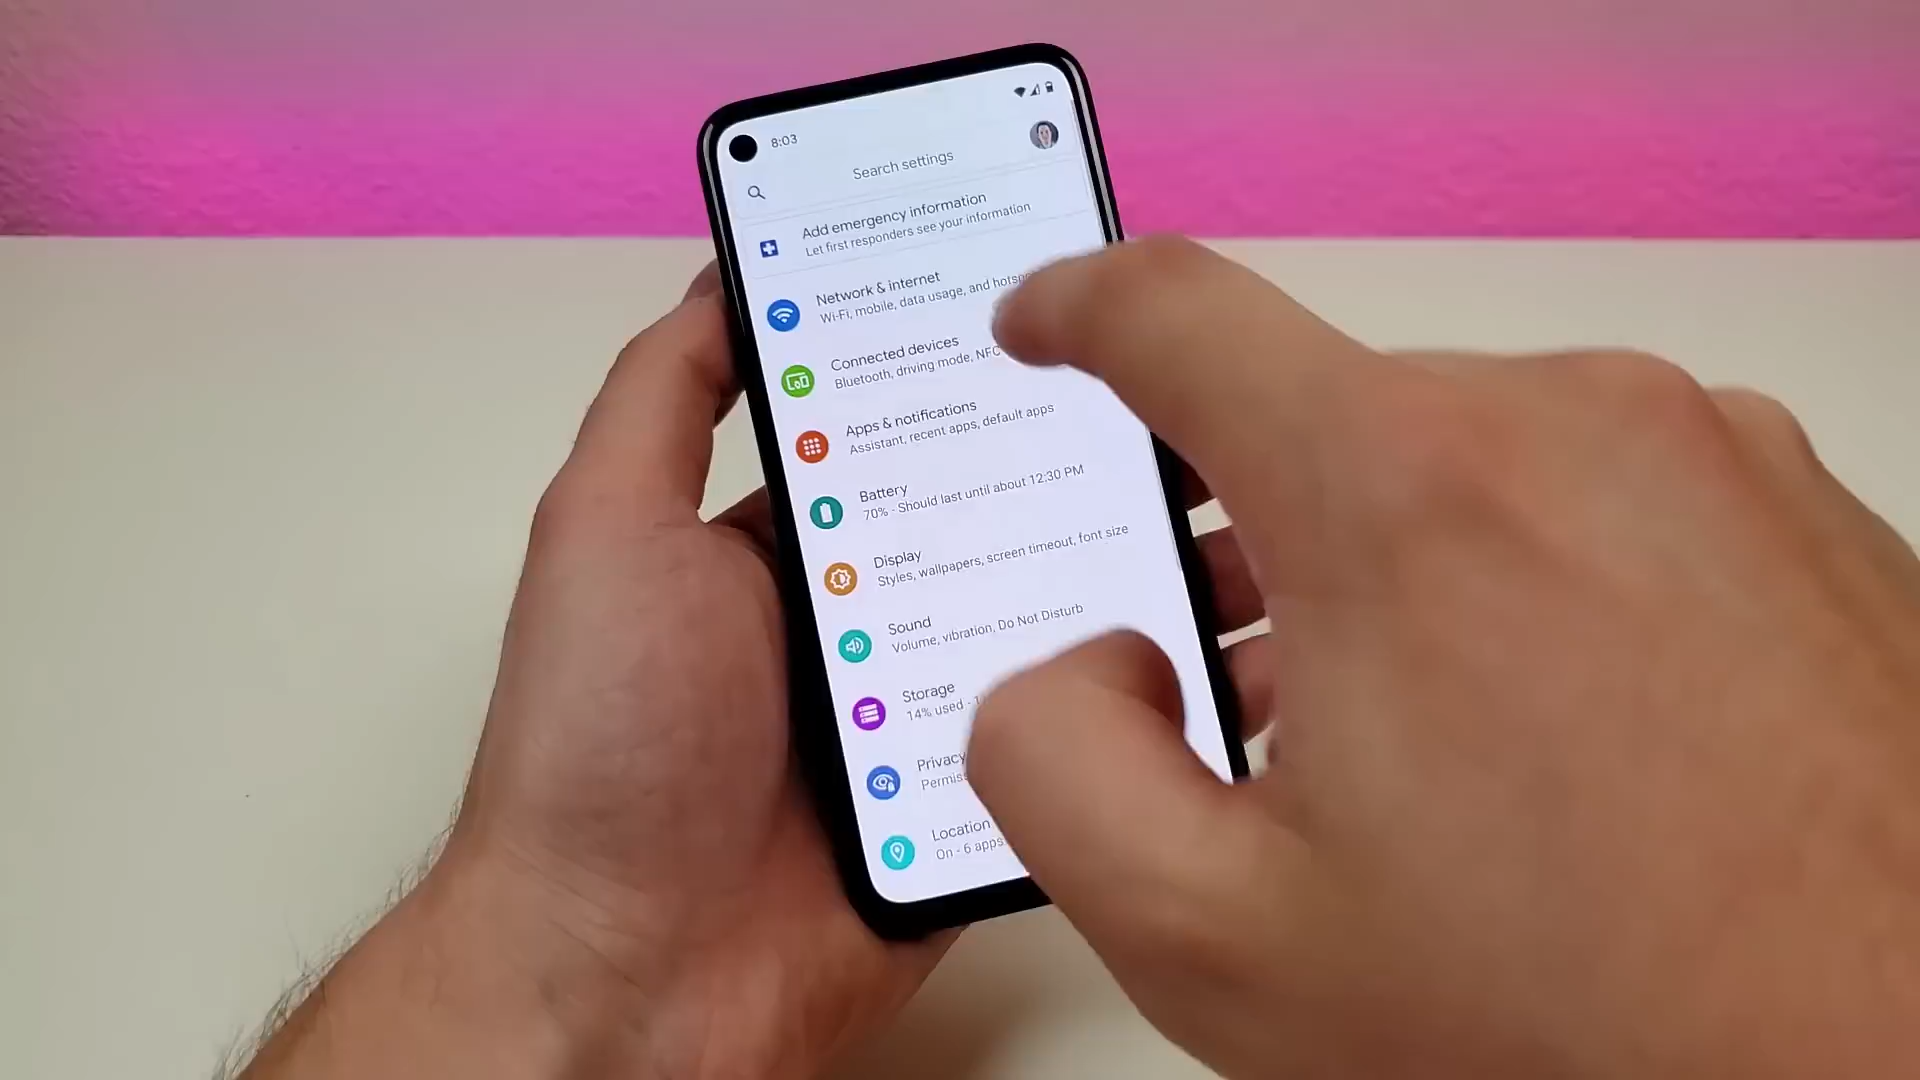 8:03
Search settings
Add emergency information
Let first responders see your information
Network & internet
Wi-Fi, mobile, data usage, and
Connected devices
Bluetooth, driving mode, NFC
Apps & notifications
Assistant, recent apps, default apps
Battery
70% - Should last until about 12:30 PM
Display
Styles, wallpapers, screen timeout, font size
Sound
Volume, vibration, Do Not Disturb
Storage
14% used -
Privacy
Location
On - 6 apps